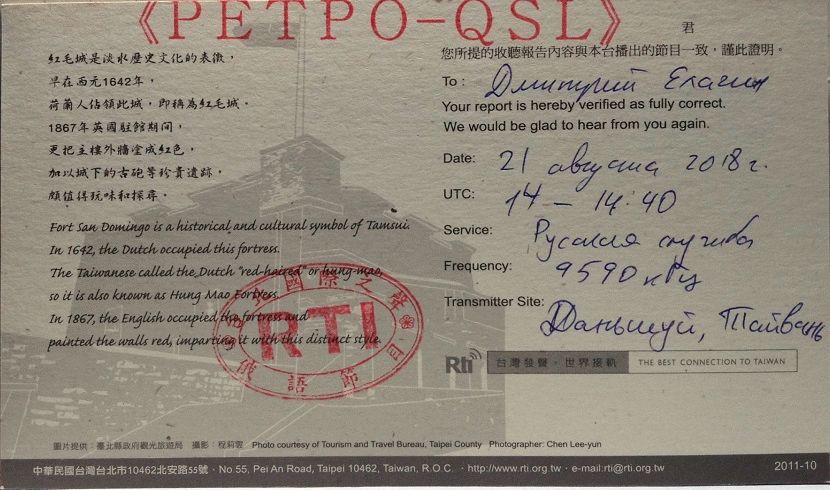 《РЕТРО-QSL》
紅毛城是淡水歷史文化的表徵，
早在西元1642年，
荷蘭人佔領此城，即稱為紅毛城。
1867年英國駐館期間，
更把主樓外牆塗成紅色，
加以城下的古砲等珍貴遺跡，
頗值得玩味和探尋。
Fort San Domingo is a historical and cultural symbol of Tamsui.
In 1642, the Dutch occupied this fortress.
The Taiwanese called the Dutch "red-haired" or hung-mao,
so it is also known as Hung Mao Fortress.
In 1867, the English occupied the fortress and
painted the walls red, imparting it with this distinct style.
君
您所提的收聽報告內容與本台播出的節目一致，謹此證明。
To : Дмитрий Елагин
Your report is hereby verified as fully correct.
We would be glad to hear from you again.
Date: 21 августа 2018 г.
UTC: 14 - 14:40
Service: Русская служба
Frequency: 9590 кГц
Transmitter Site: Даньшуй, Тайвань
國際之聲
RTI
俄語節目
Rti 台灣發聲．世界接軌 THE BEST CONNECTION TO TAIWAN
圖片提供：臺北縣政府觀光旅遊局 攝影：程莉雲 Photo courtesy of Tourism and Travel Bureau, Taipei County Photographer: Chen Lee-yun
中華民國台灣台北市10462北安路55號．No.55, Pei An Road, Taipei 10462, Taiwan, R.O.C.．http://www.rti.org.tw．e-mail:rti@rti.org.tw
2011-10